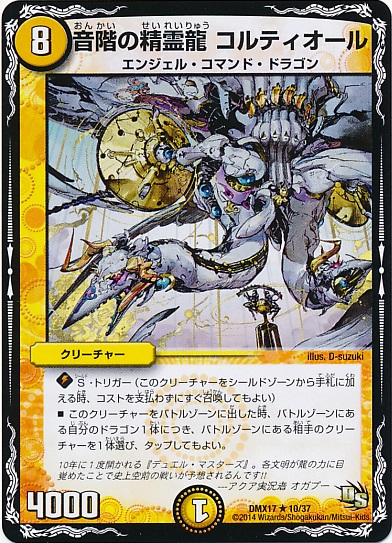 8
おんかい せいれいりゅう
音階の精霊龍 コルティオール
エンジェル・コマンド・ドラゴン
illus. D-suzuki
クリーチャー
S・トリガー(このクリーチャーをシールドゾーンから手札に加
える時、コストを支払わずにすぐ召喚してもよい)
■ このクリーチャーをバトルゾーンに出した時、バトルゾーンにあ
る自分のドラゴン1体につき、バトルゾーンにある相手のクリーチ
ャーを1体選び、タップしてもよい。
10年に1度開かれる『デュエル・マスターズ』。各文明が龍の力に目
覚めたことで史上空前の戦いが予想されるんダ!!
---アクア実況者 オガブー
4000
1
DS
DMX17 ★ 10/37
©2014 Wizards/Shogakukan/Mitsui-Kids